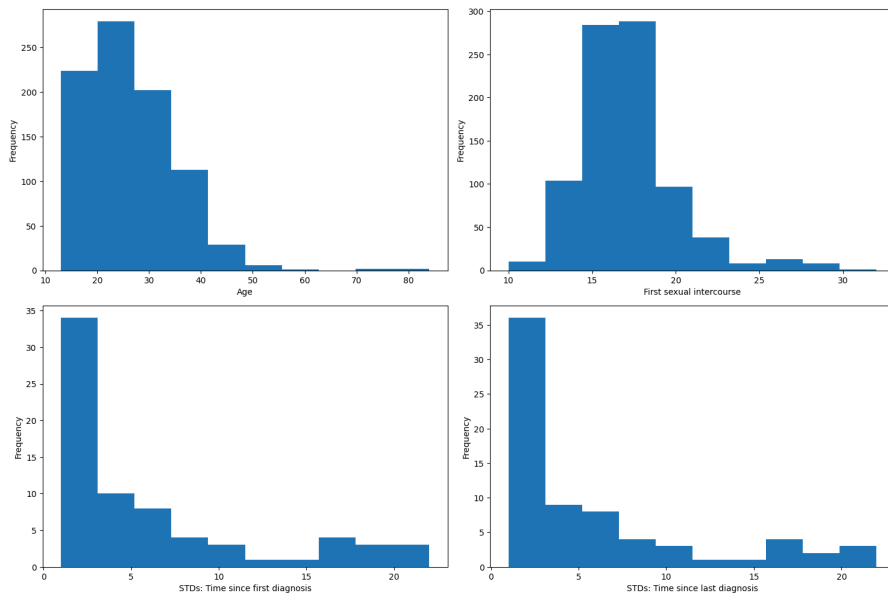 250
200
150
100
50
0
Frequency
10 20 30 40 50 60 70 80
Age
300
250
200
150
100
50
0
Frequency
10 15 20 25 30
First sexual intercourse
35
30
25
20
15
10
5
0
Frequency
0 5 10 15 20
STDs: Time since first diagnosis
35
30
25
20
15
10
5
0
Frequency
0 5 10 15 20
STDs: Time since last diagnosis